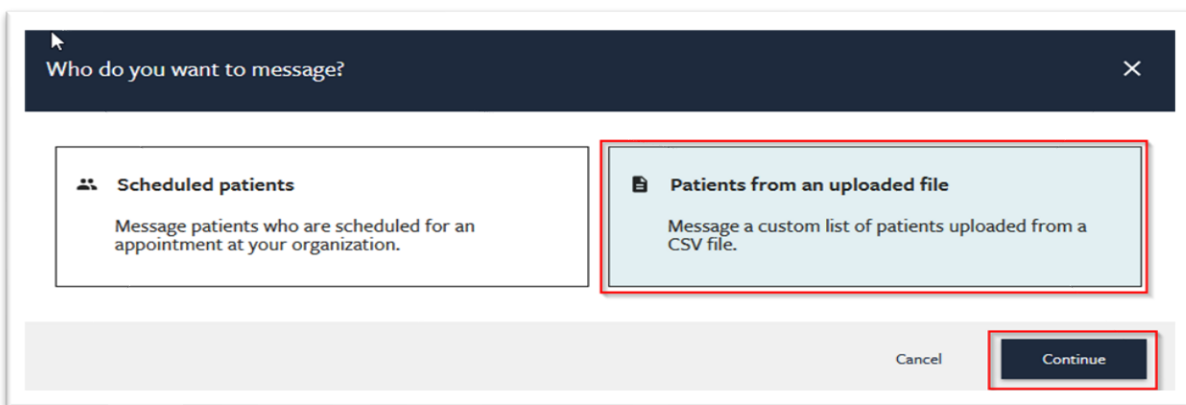 Who do you want to message?
Scheduled patients
Message patients who are scheduled for an
appointment at your organization.
Patients from an uploaded file
Message a custom list of patients uploaded from a
CSV file.
Cancel
Continue